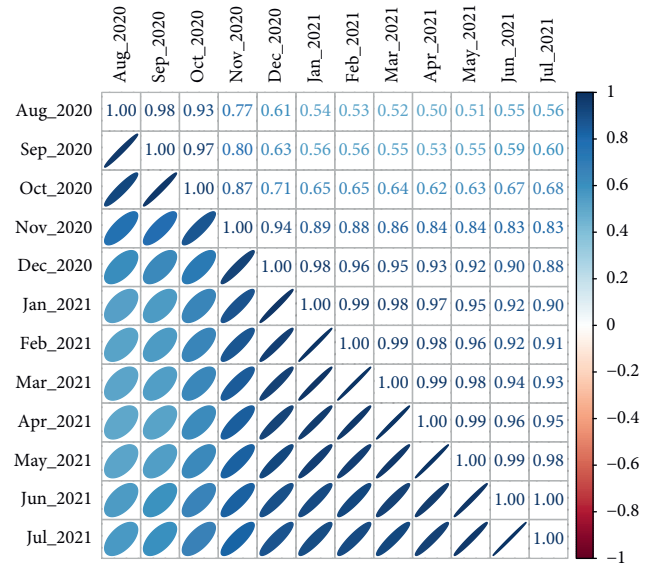 Aug_2020 Sep_2020 Oct_2020 Nov_2020 Dec_2020 Jan_2021 Feb_2021 Mar_2021 Apr_2021 May_2021 Jun_2021 Jul_2021
Aug_2020 1.00 0.98 0.93 0.77 0.61 0.54 0.53 0.52 0.50 0.51 0.55 0.56
Sep_2020 1.00 0.97 0.80 0.63 0.56 0.56 0.55 0.53 0.55 0.59 0.60
Oct_2020 1.00 0.87 0.71 0.65 0.65 0.64 0.62 0.63 0.67 0.68
Nov_2020 1.00 0.94 0.89 0.88 0.86 0.84 0.84 0.83 0.83
Dec_2020 1.00 0.98 0.96 0.95 0.93 0.92 0.90 0.88
Jan_2021 1.00 0.99 0.98 0.97 0.95 0.92 0.90
Feb_2021 1.00 0.99 0.98 0.96 0.92 0.91
Mar_2021 1.00 0.99 0.98 0.94 0.93
Apr_2021 1.00 0.99 0.96 0.95
May_2021 1.00 0.99 0.98
Jun_2021 1.00 1.00
Jul_2021 1.00
1
0.8
0.6
0.4
0.2
0
−0.2
−0.4
−0.6
−0.8
−1